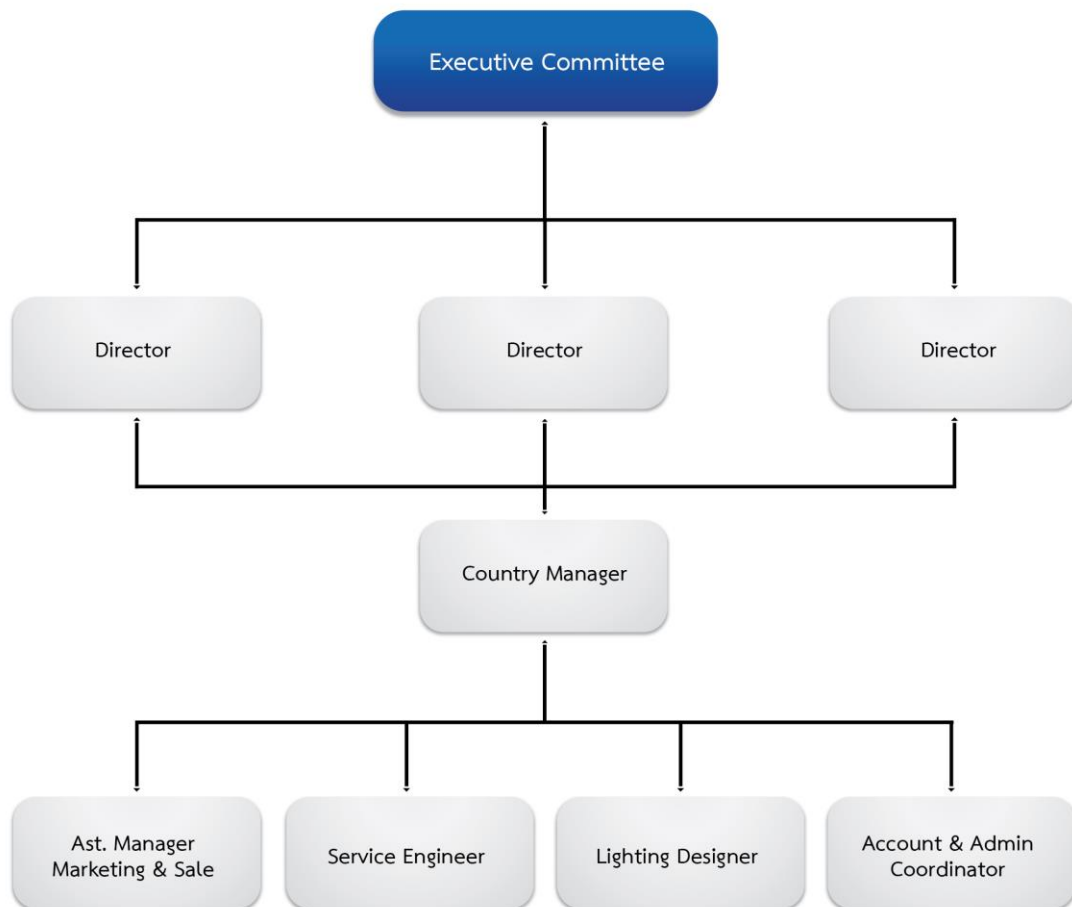 Executive Committee
Director
Director
Director
Country Manager
Ast. Manager
Marketing & Sale
Service Engineer
Lighting Designer
Account & Admin
Coordinator